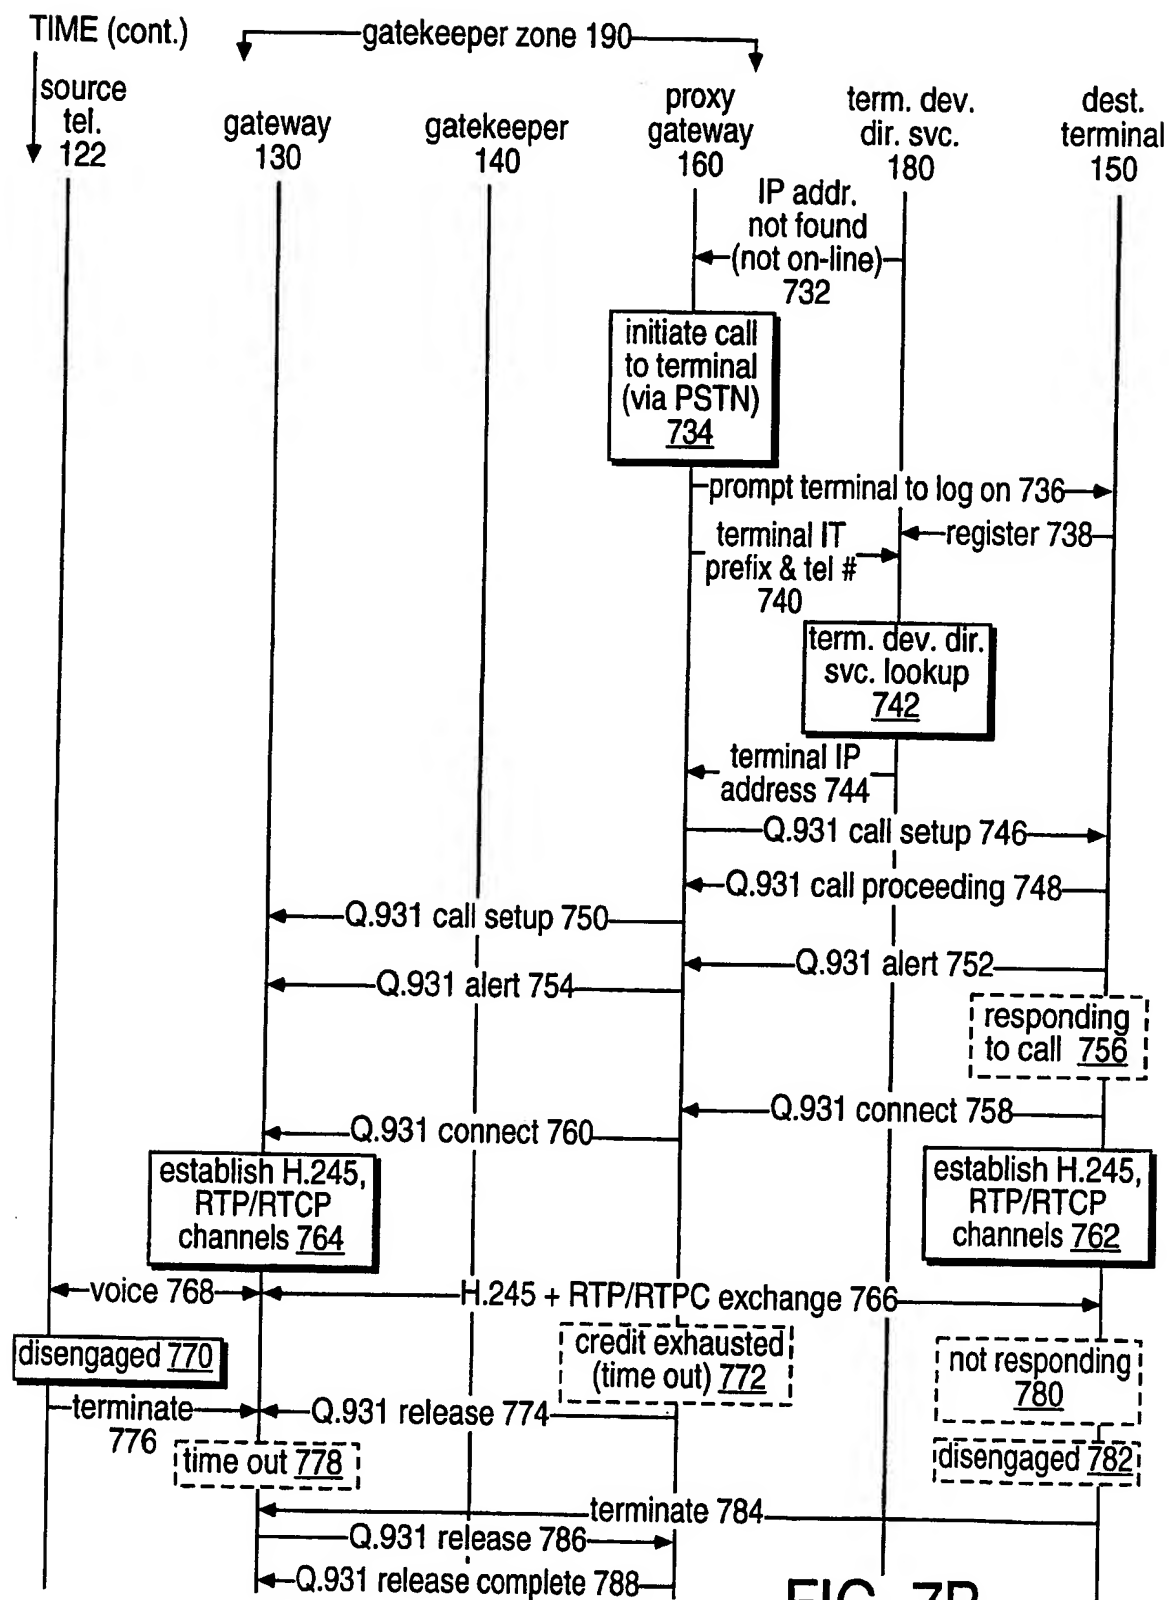 TIME (cont.)
gatekeeper zone 190
source
tel.
122
gateway
130
gatekeeper
140
proxy
gateway
160
term. dev.
dir. svc.
180
dest.
terminal
150
IP addr.
not found
(not on-line)
732
initiate call
to terminal
(via PSTN)
734
prompt terminal to log on 736
register 738
terminal IT
prefix & tel #
740
term. dev. dir.
svc. lookup
742
terminal IP
address 744
Q.931 call setup 746
Q.931 call proceeding 748
Q.931 call setup 750
Q.931 alert 752
Q.931 alert 754
responding
to call 756
Q.931 connect 758
Q.931 connect 760
establish H.245,
RTP/RTCP
channels 764
establish H.245,
RTP/RTCP
channels 762
voice 768
H.245 + RTP/RTPC exchange 766
disengaged 770
credit exhausted
(time out) 772
not responding
780
terminate
776
Q.931 release 774
time out 778
disengaged 782
terminate 784
Q.931 release 786
Q.931 release complete 788
FIG. 7B